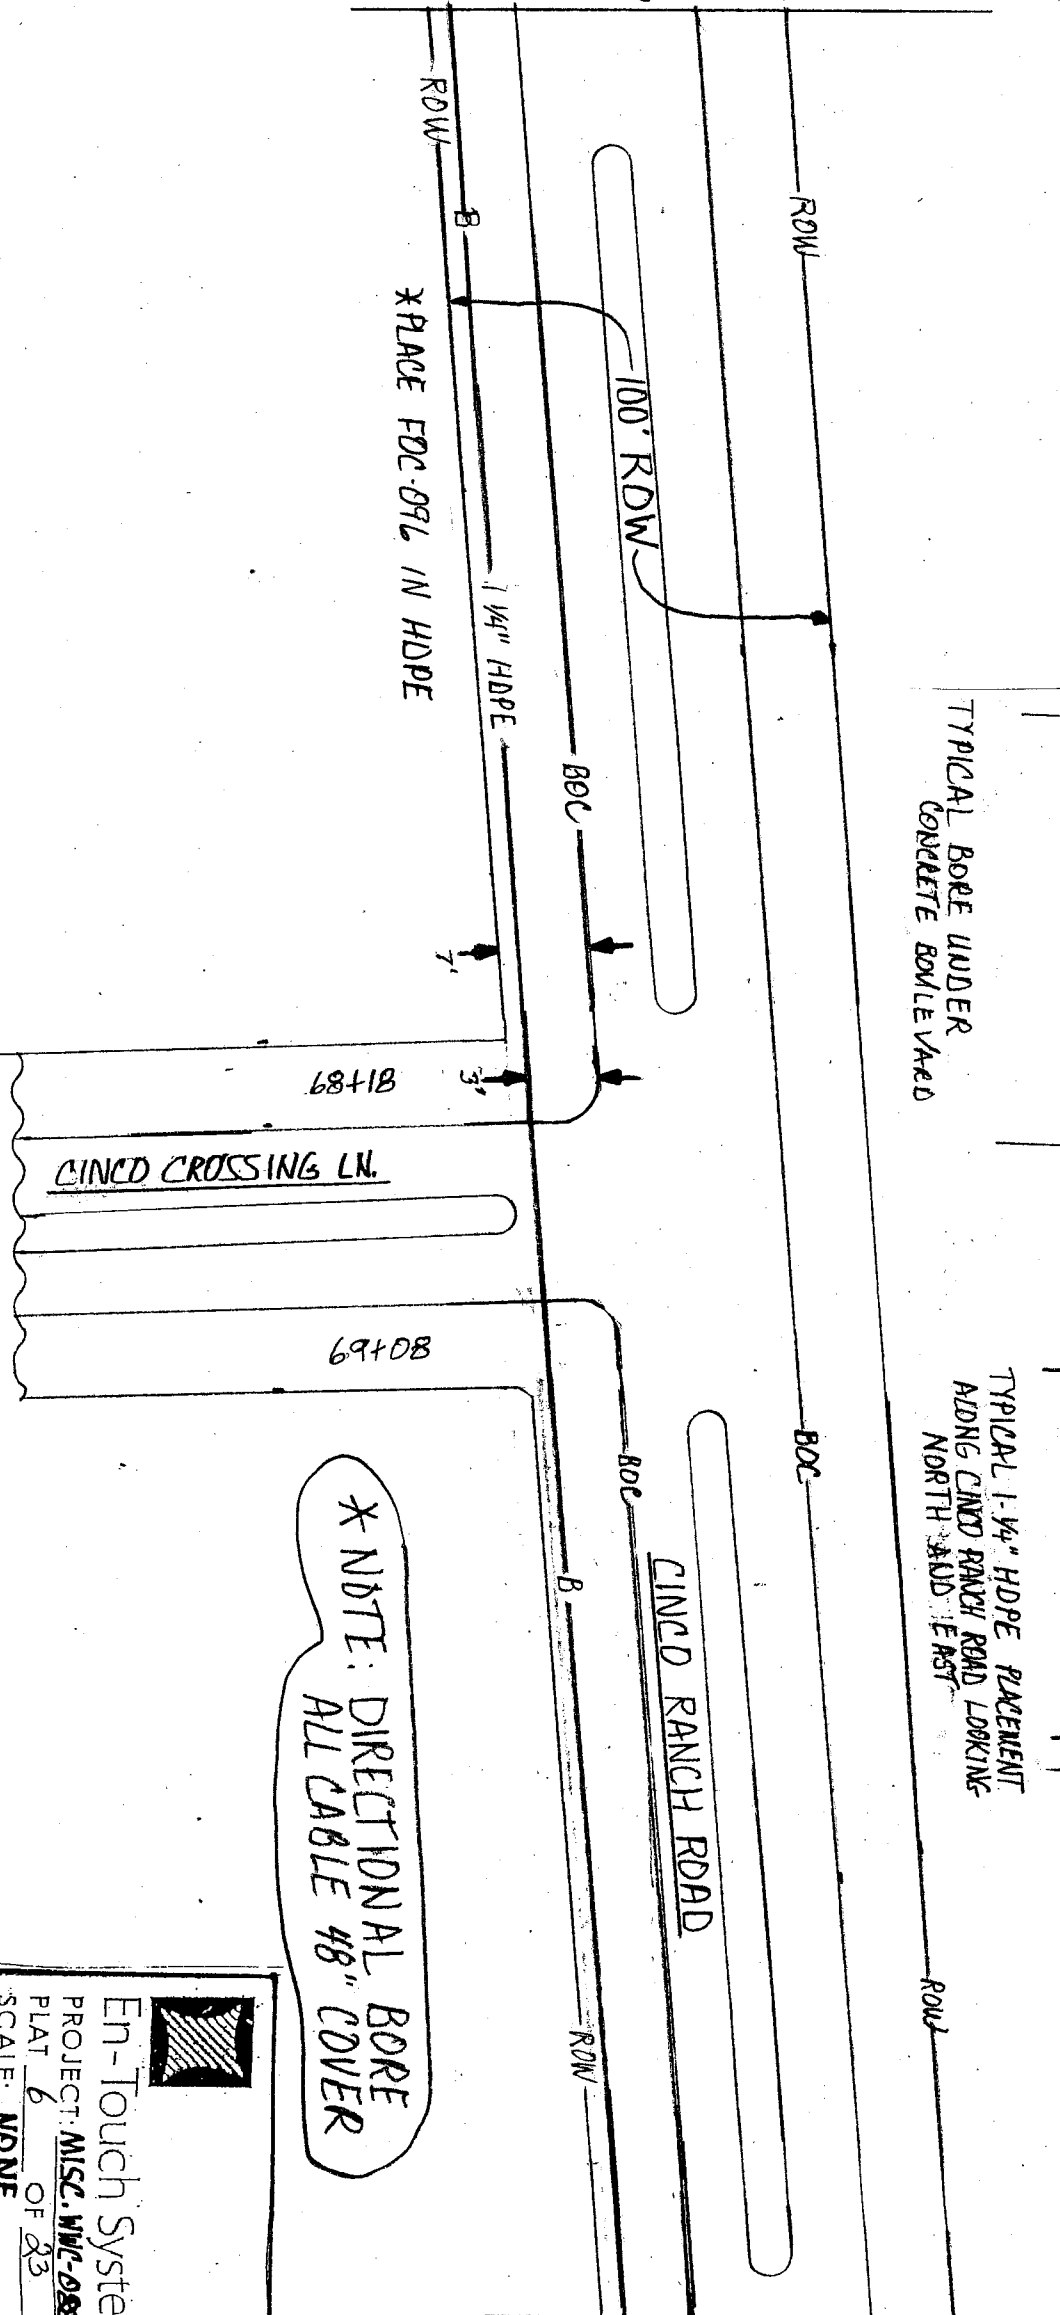 ROW
ROW
B
100' ROW
*PLACE FOC-096 IN HDPE
1 1/4" HDPE
BOC
TYPICAL BORE UNDER
CONCRETE BOULEVARD
7'
3'
68+18
CINCO CROSSING LN.
69+08
TYPICAL 1-1/4" HDPE PLACEMENT
ALONG CINCO RANCH ROAD LOOKING
NORTH AND EAST
BOC
BOC
B
CINCO RANCH ROAD
* NOTE: DIRECTIONAL BORE
ALL CABLE 48" COVER
ROW
ROW
En-Touch Syste
PROJECT: MISC. WWC-
PLAT 6 OF 23
SCALE: NONE